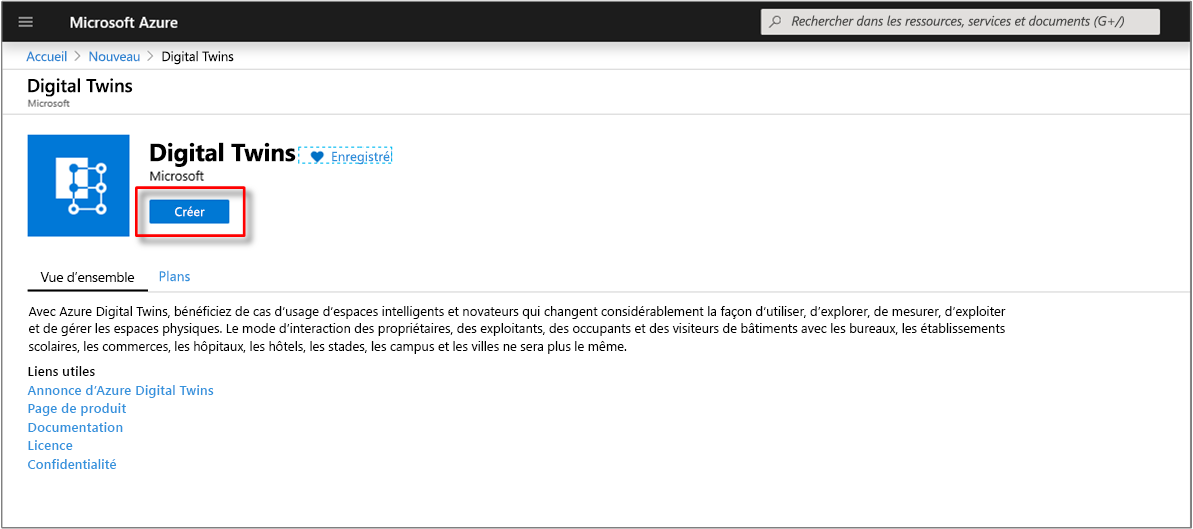 Microsoft Azure
Rechercher dans les ressources, services et documents (G+/)
Accueil > Nouveau > Digital Twins
Digital Twins
Microsoft
Digital Twins
Enregistré
Microsoft
Créer
Vue d'ensemble
Plans
Avec Azure Digital Twins, bénéficiez de cas d'usage d'espaces intelligents et novateurs qui changent considérablement la façon d'utiliser, d'explorer, de mesurer, d'exploiter
et de gérer les espaces physiques. Le mode d'interaction des propriétaires, des exploitants, des occupants et des visiteurs de bâtiments avec les bureaux, les établissements
scolaires, les commerces, les hôpitaux, les hôtels, les stades, les campus et les villes ne sera plus le même.
Liens utiles
Annonce d'Azure Digital Twins
Page de produit
Documentation
Licence
Confidentialité